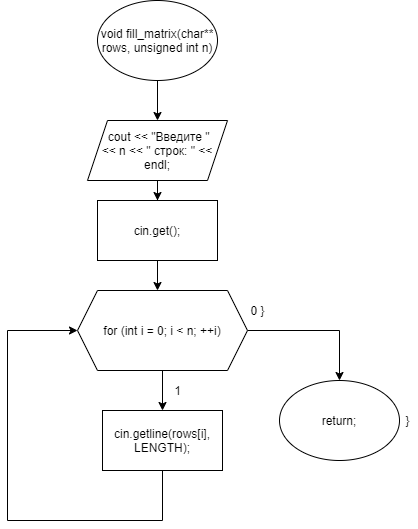 void fill_matrix(char**
rows, unsigned int n)
cout << "Введите "
<< n << " строк: " <<
endl;
cin.get();
for (int i = 0; i < n; ++i)
0 }
1
cin.getline(rows[i],
LENGTH);
return;
}